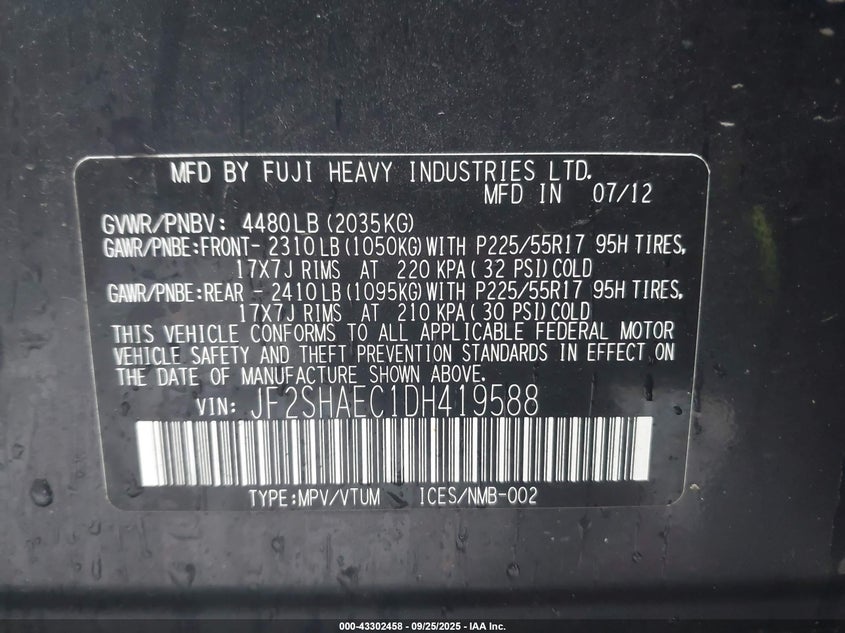 MFD BY FUJI HEAVY INDUSTRIES LTD.
MFD IN 07/12
GVWR/PNBV: 4480LB (2035KG)
GAWR/PNBE:FRONT- 2310LB (1050KG) WITH P225/55R17 95H TIRES,
17X7J RIMS AT 220 KPA ( 32 PSI) COLD
GAWR/PNBE:REAR - 2410LB (1095KG) WITH P225/55R17 95H TIRES,
17X7J RIMS AT 210 KPA ( 30 PSI) COLD
THIS VEHICLE CONFORMS TO ALL APPLICABLE FEDERAL MOTOR
VEHICLE SAFETY AND THEFT PREVENTION STANDARDS IN EFFECT ON
THE DATE OF MANUFACTURE SHOWN ABOVE.
VIN: JF2SHAEC1DH419588
TYPE:MPV/VTUM ICES/NMB-002
000-43302458 - 09/25/2025 - IAA Inc.